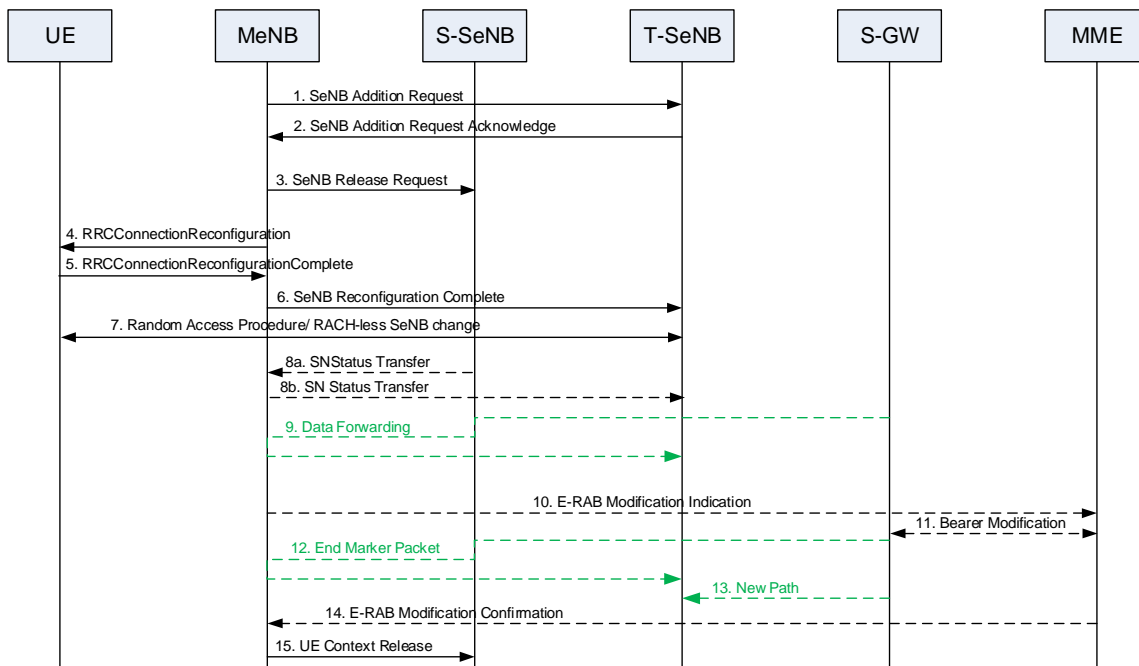 UE MeNB S-SeNB T-SeNB S-GW MME
1. SeNB Addition Request
2. SeNB Addition Request Acknowledge
3. SeNB Release Request
4. RRCConnectionReconfiguration
5. RRCConnectionReconfigurationComplete
6. SeNB Reconfiguration Complete
7. Random Access Procedure/ RACH-less SeNB change
8a. SNStatus Transfer
8b. SN Status Transfer
9. Data Forwarding
10. E-RAB Modification Indication
11. Bearer Modification
12. End Marker Packet
13. New Path
14. E-RAB Modification Confirmation
15. UE Context Release